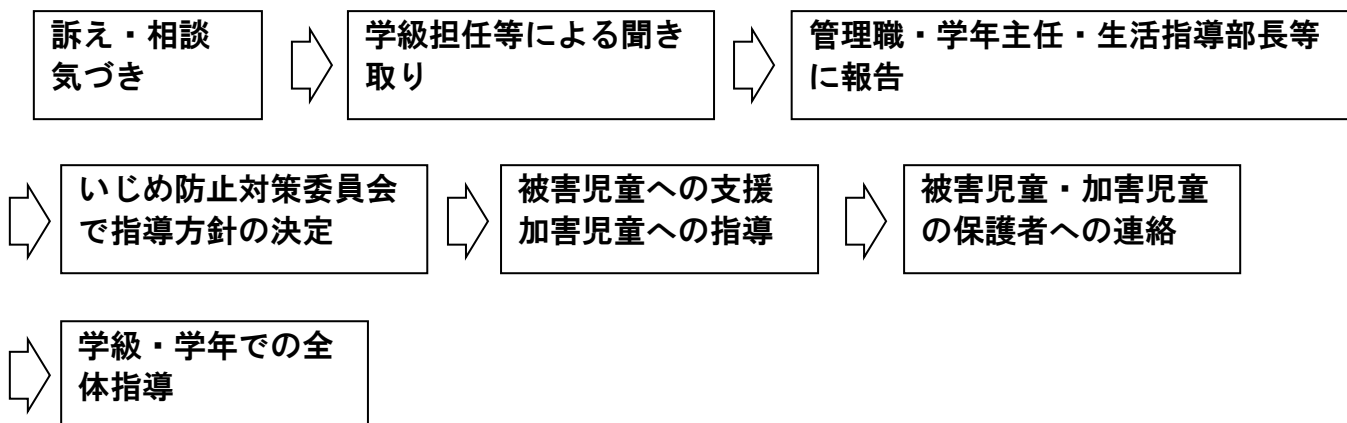 訴え・相談
気づき
学級担任等による聞き
取り
管理職・学年主任・生活指導部長等
に報告
いじめ防止対策委員会
で指導方針の決定
被害児童への支援
加害児童への指導
被害児童・加害児童
の保護者への連絡
学級・学年での全
体指導